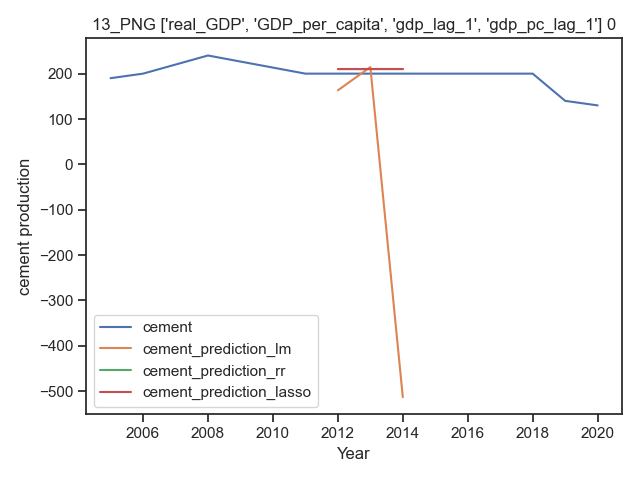 13_PNG ['real_GDP', 'GDP_per_capita', 'gdp_lag_1', 'gdp_pc_lag_1'] 0
200
100
0
−100
−200
−300
−400
−500
cement production
cement
cement_prediction_lm
cement_prediction_rr
cement_prediction_lasso
2006 2008 2010 2012 2014 2016 2018 2020
Year